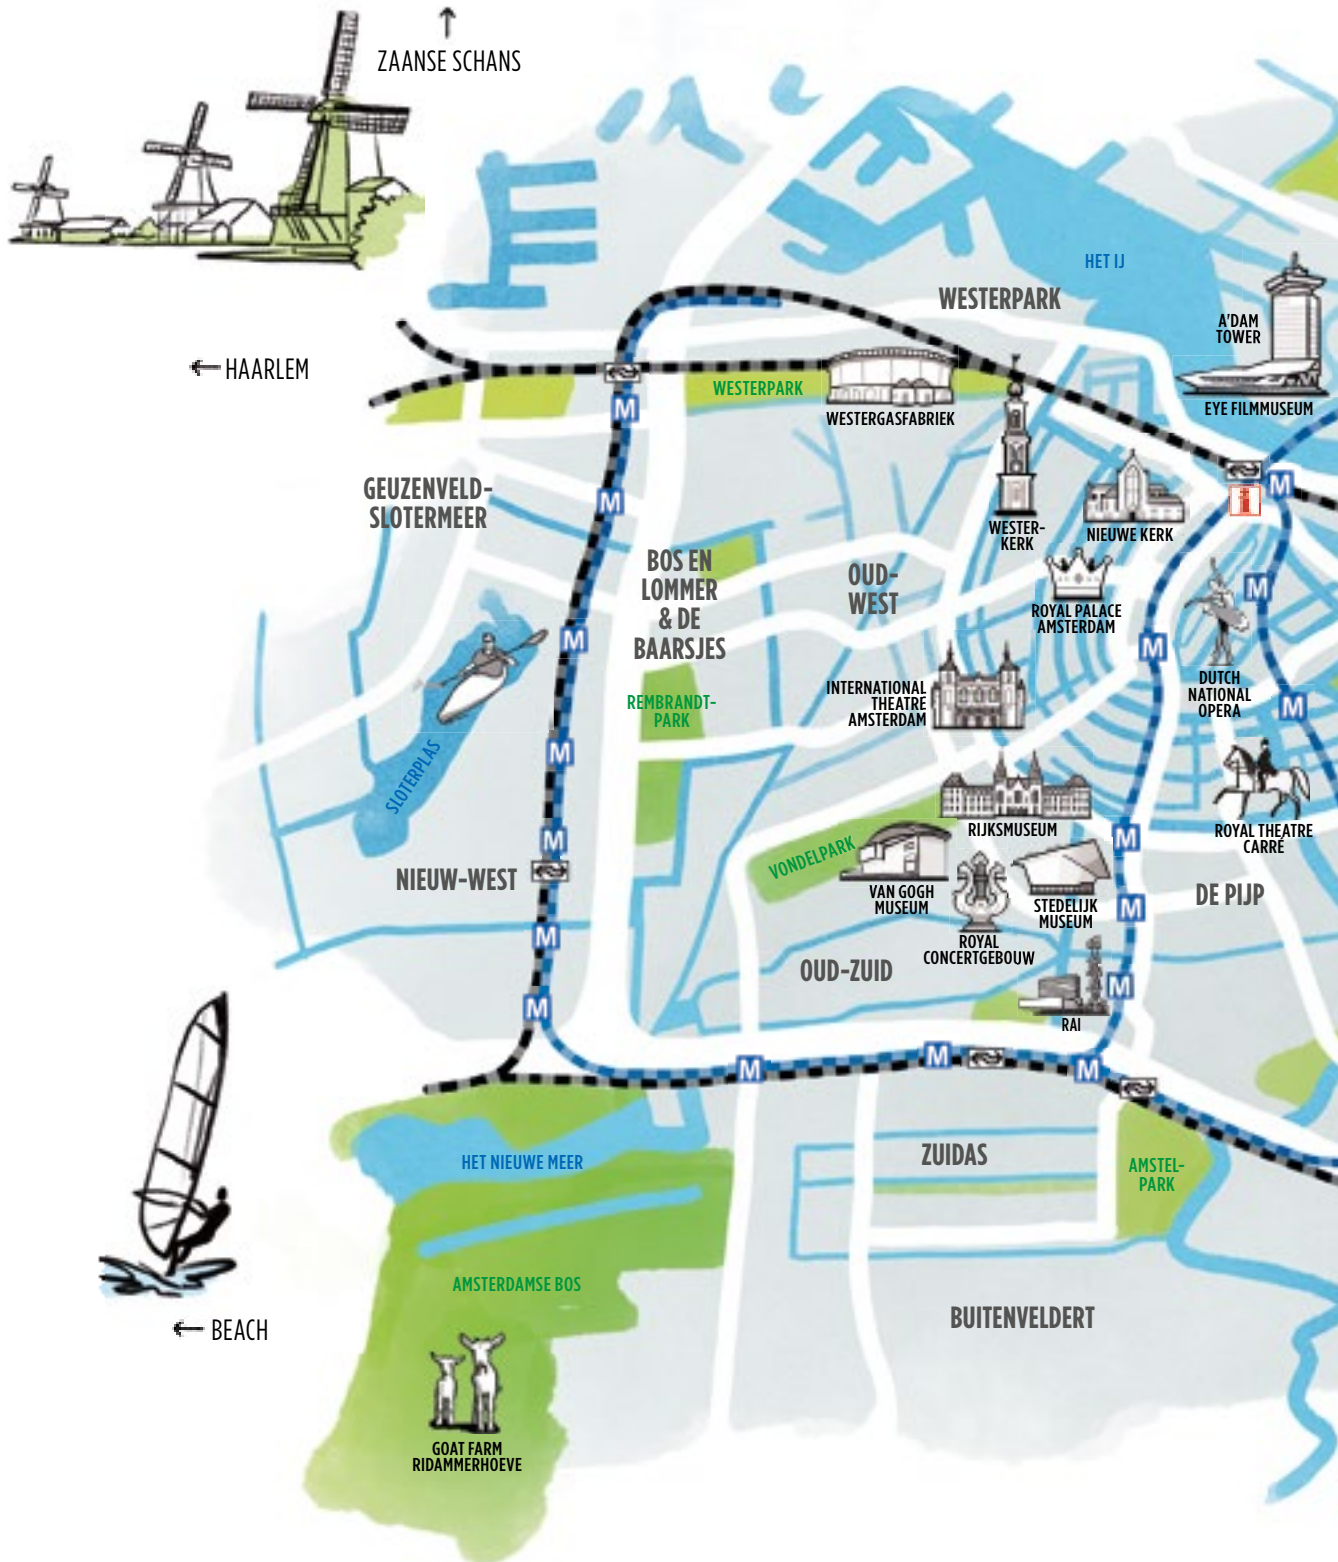 ZAANSE SCHANS
HET IJ
WESTERPARK
A'DAM
TOWER
HAARLEM
WESTERPARK
WESTERGASFABRIEK
EYE FILMMUSEUM
M
M
M
GEUZENVELD-
SLOTERMEER
WESTER-
KERK
NIEUWE KERK
i
BOS EN
LOMMER
& DE
BAARSJES
OUD-
WEST
ROYAL PALACE
AMSTERDAM
M
M
M
INTERNATIONAL
THEATRE
AMSTERDAM
DUTCH
NATIONAL
OPERA
M
REMBRANDT-
PARK
SLOTERPLAS
M
RIJKSMUSEUM
ROYAL THEATRE
CARRÉ
M
M
VONDELPARK
NIEUW-WEST
VAN GOGH
MUSEUM
STEDELIJK
MUSEUM
DE PIJP
M
M
ROYAL
CONCERTGEBOUW
OUD-ZUID
M
M
RAI
M
M
M
HET NIEUWE MEER
ZUIDAS
AMSTEL-
PARK
AMSTERDAMSE BOS
BUITENVELDERT
BEACH
GOAT FARM
RIDAMMERHOEVE